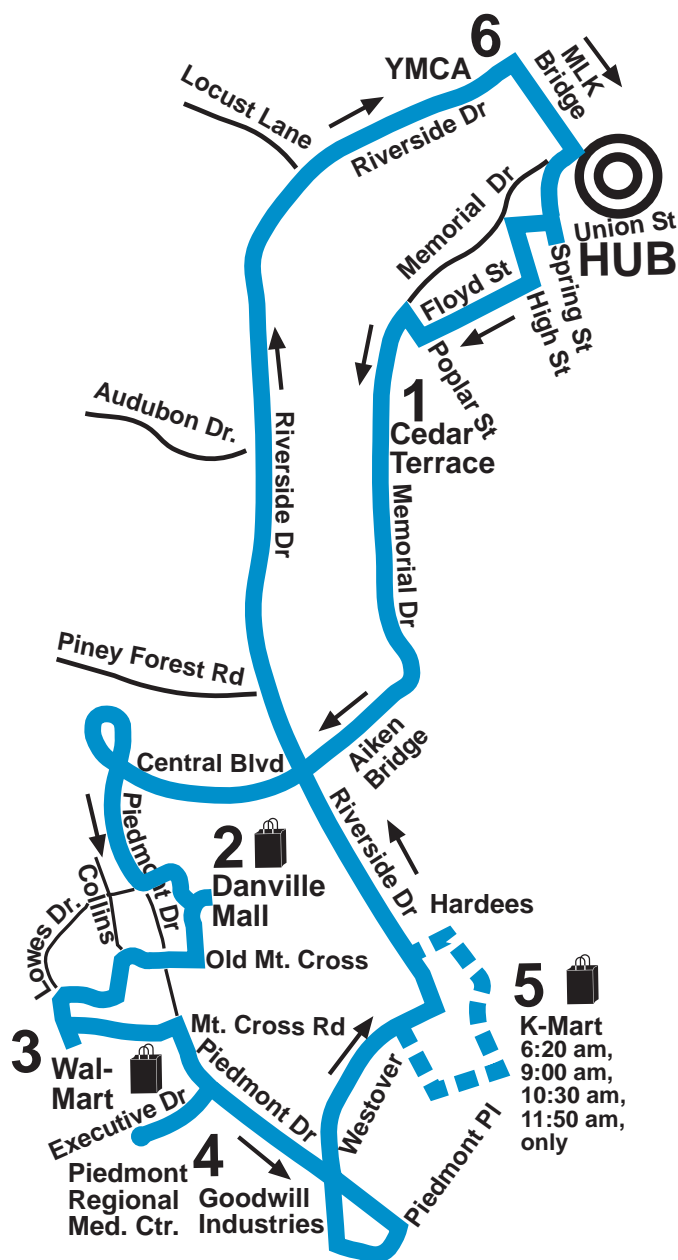 6
YMCA
MLK
Bridge
Locust Lane
Riverside Dr
Memorial Dr
Union St
HUB
Spring St
High St
Floyd St
Poplar St
1
Cedar
Terrace
Audubon Dr.
Riverside Dr
Memorial Dr
Piney Forest Rd
Aiken
Bridge
Central Blvd
Piedmont Dr
Riverside Dr
2
Danville
Mall
Collins
Lowes Dr.
Hardees
Old Mt. Cross
5
K-Mart
6:20 am,
9:00 am,
10:30 am,
11:50 am,
only
Mt. Cross Rd
3
Wal-
Mart
Piedmont Dr
Westover
Executive Dr
Piedmont Pl
4
Piedmont
Regional
Med. Ctr.
Goodwill
Industries